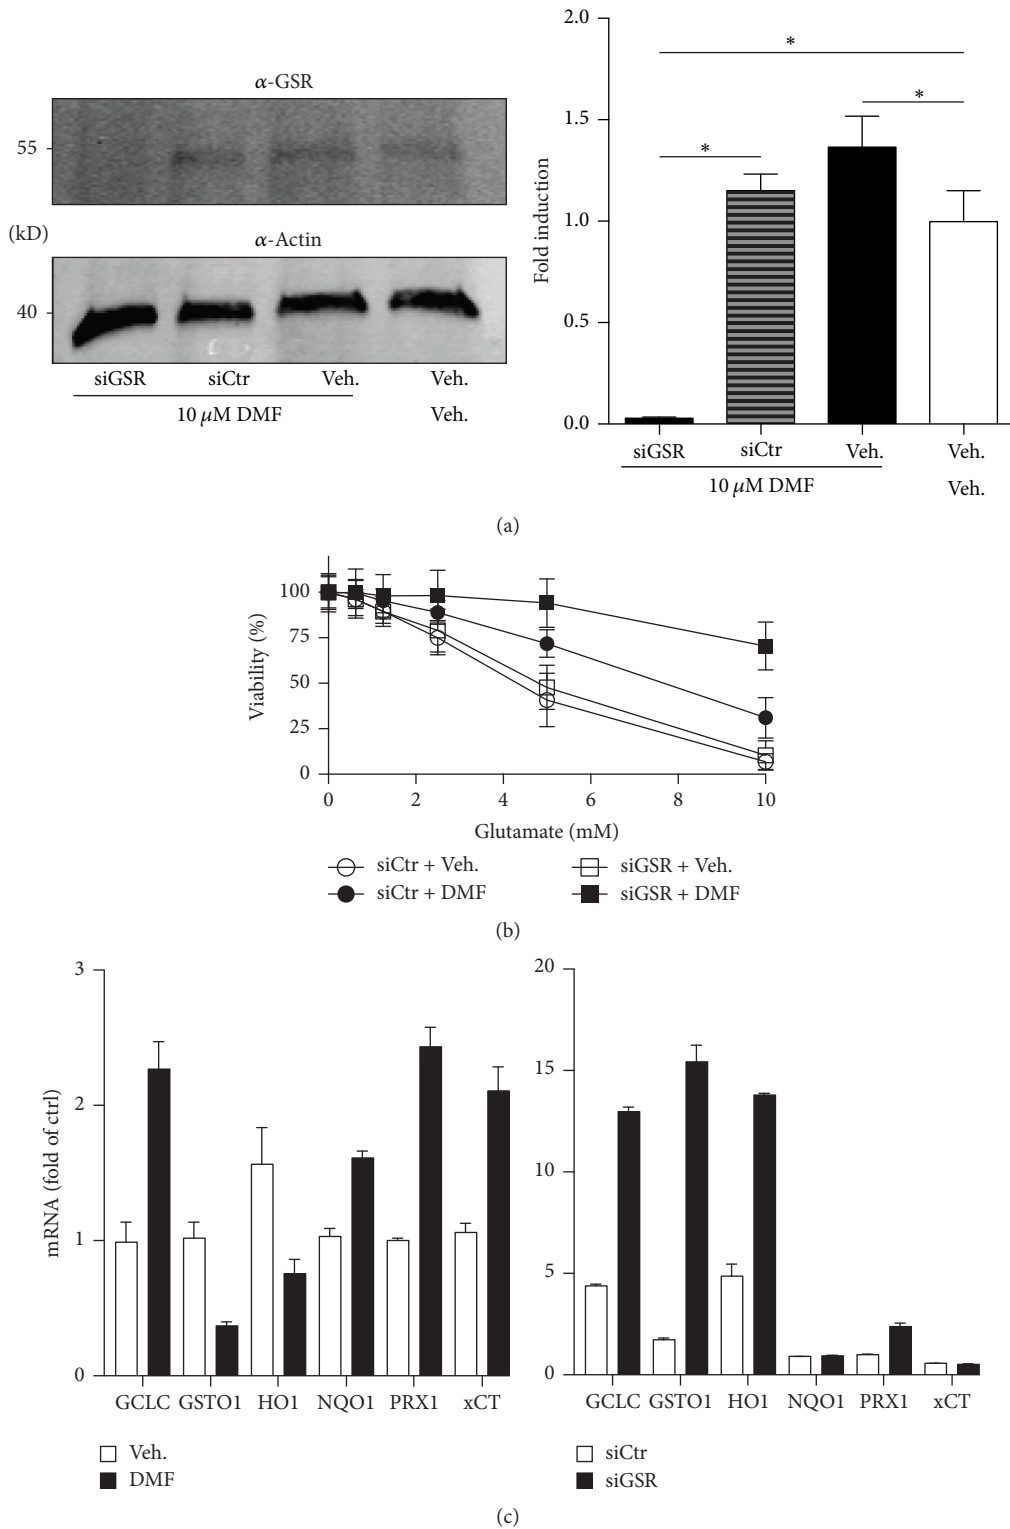 α-GSR
55
(kD)
α-Actin
40
siGSR siCtr Veh. Veh.
10 μM DMF Veh.
2.0
1.5
1.0
0.5
0.0
Fold induction
*
*
*
siGSR siCtr Veh. Veh.
10 μM DMF Veh.
(a)
100
75
50
25
0
Viability (%)
0 2 4 6 8 10
Glutamate (mM)
siCtr + Veh. siGSR + Veh.
siCtr + DMF siGSR + DMF
(b)
3
2
1
0
mRNA (fold of ctrl)
GCLC GSTO1 HO1 NQO1 PRX1 xCT
Veh.
DMF
20
15
10
5
0
GCLC GSTO1 HO1 NQO1 PRX1 xCT
siCtr
siGSR
(c)